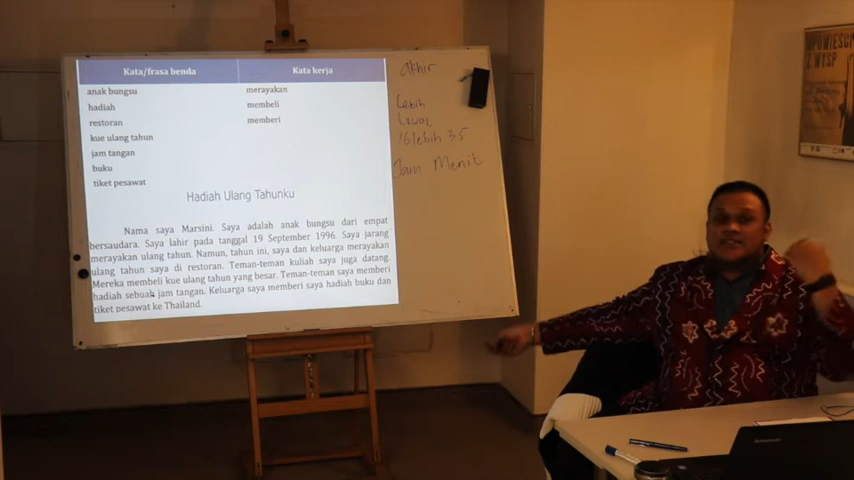 Kata/frasa benda Kata kerja
anak bungsu merayakan
hadiah membeli
restoran memberi
kue ulang tahun
jam tangan
buku
tiket pesawat
Hadiah Ulang Tahunku
Nama saya Marsini. Saya adalah anak bungsu dari empat
bersaudara. Saya lahir pada tanggal 19 September 1996. Saya jarang
merayakan ulang tahun. Namun, tahun ini, saya dan keluarga merayakan
ulang tahun saya di restoran. Teman-teman kuliah saya juga datang.
Mereka membeli kue ulang tahun yang besar. Teman-teman saya memberi
hadiah sebuah jam tangan. Keluarga saya memberi saya hadiah buku dan
tiket pesawat ke Thailand.
akhir
Lebih
Lewat
16 lebih 35
Jam Menit
OPOWIEŚCI
Z WYSP
lenovo